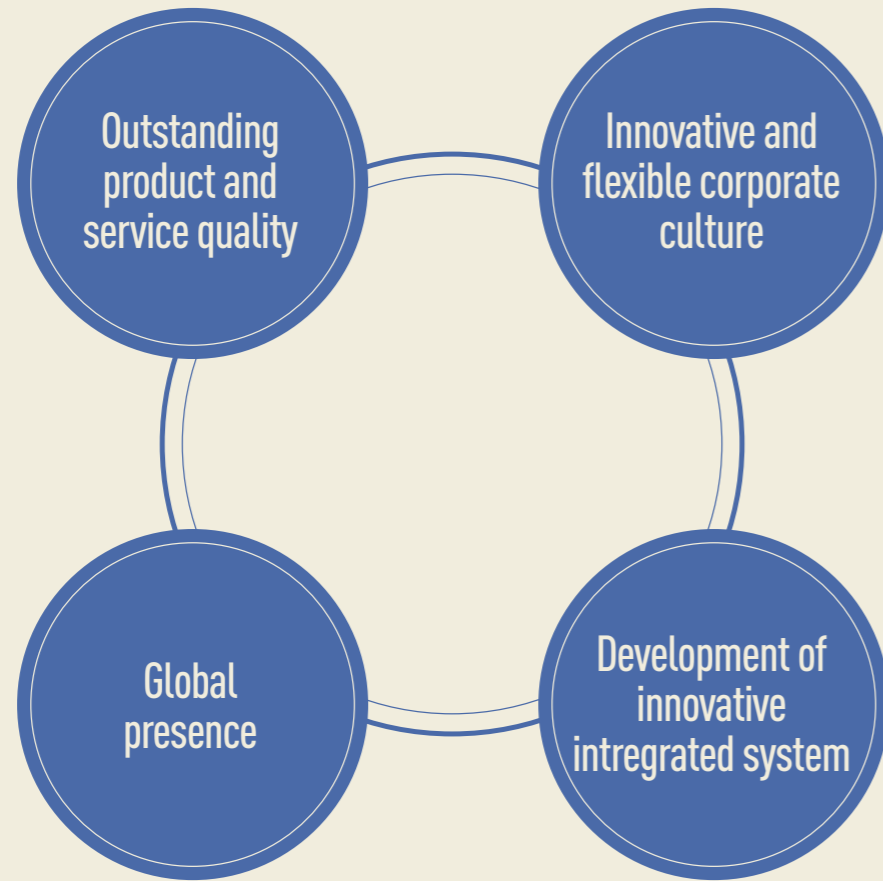 Outstanding
product and
service quality
Innovative and
flexible corporate
culture
Global
presence
Development of
innovative
intregrated system